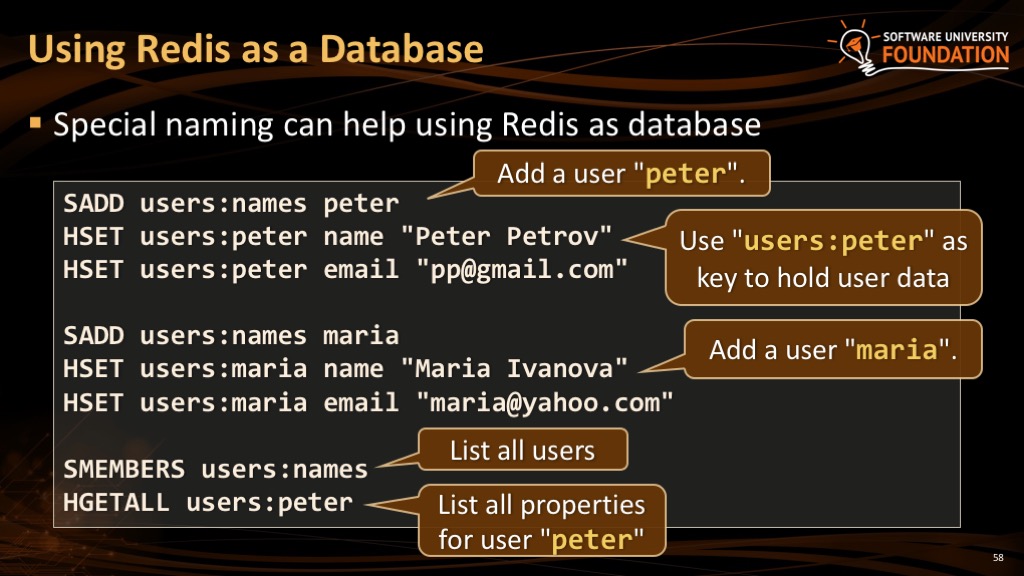 Using Redis as a Database
SOFTWARE UNIVERSITY
FOUNDATION
▪ Special naming can help using Redis as database
Add a user "peter".
SADD users:names peter
HSET users:peter name "Peter Petrov"
HSET users:peter email "pp@gmail.com"
Use "users:peter" as
key to hold user data
SADD users:names maria
HSET users:maria name "Maria Ivanova"
HSET users:maria email "maria@yahoo.com"
Add a user "maria".
SMEMBERS users:names
HGETALL users:peter
List all users
List all properties
for user "peter"
58